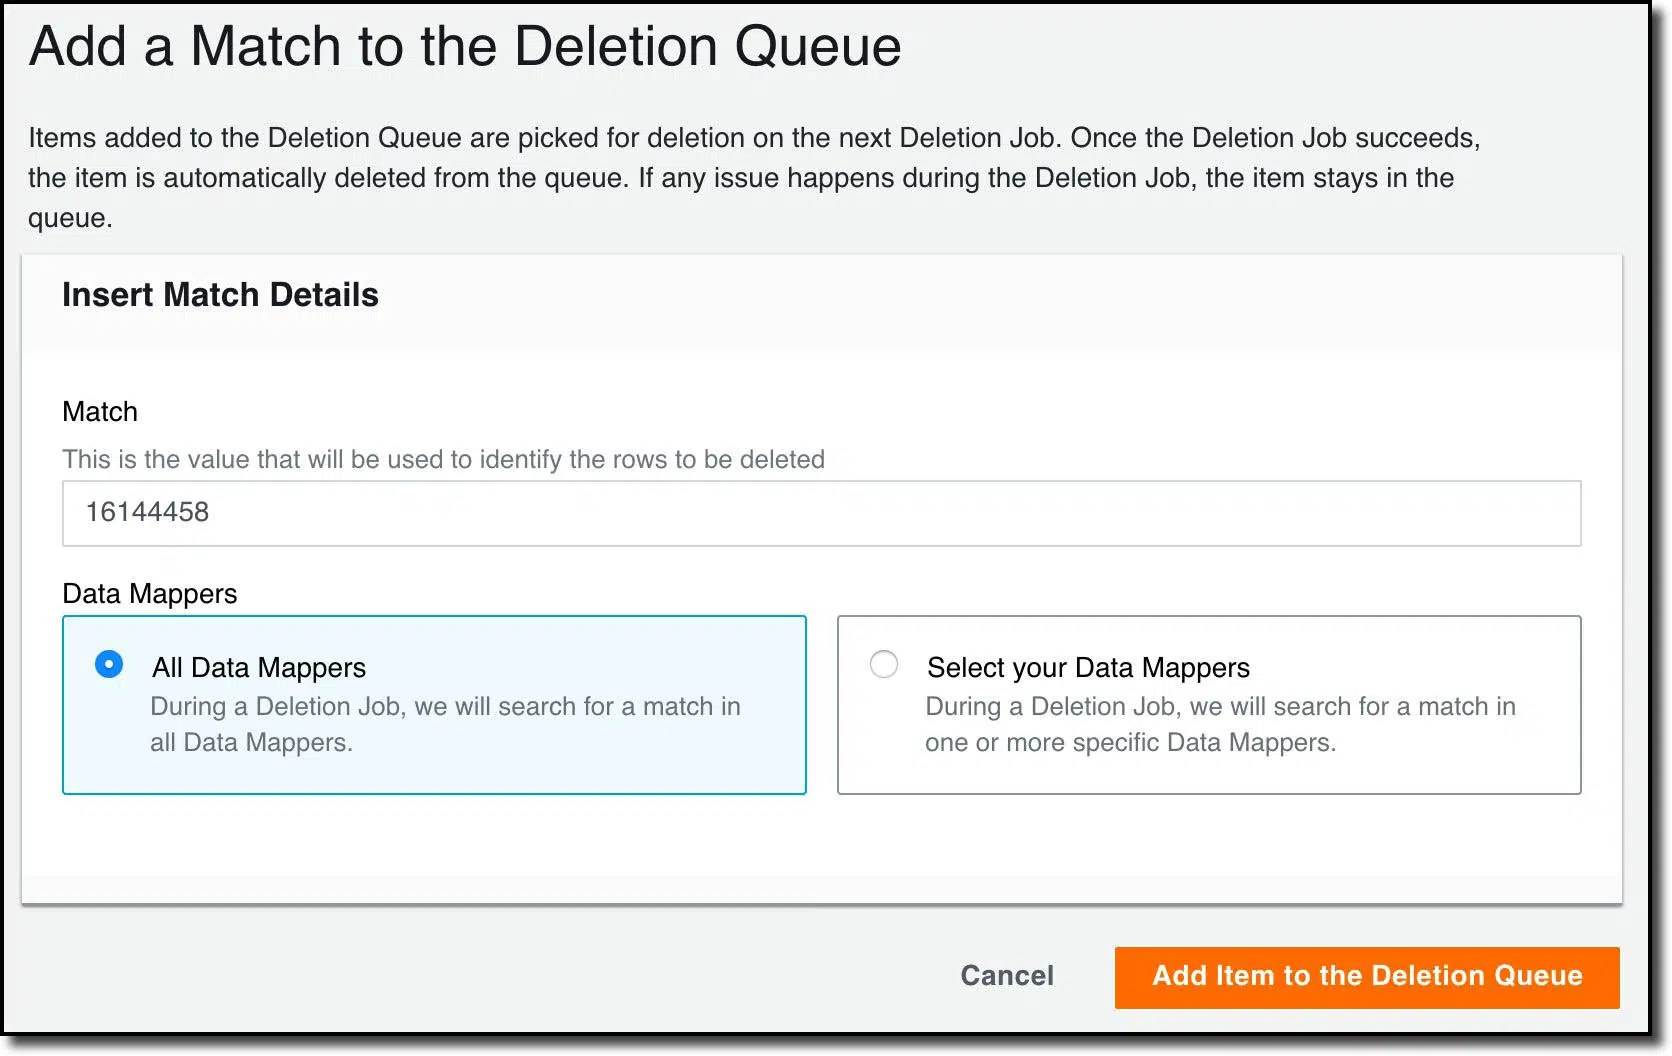 Add a Match to the Deletion Queue
Items added to the Deletion Queue are picked for deletion on the next Deletion Job. Once the Deletion Job succeeds,
the item is automatically deleted from the queue. If any issue happens during the Deletion Job, the item stays in the
queue.
Insert Match Details
Match
This is the value that will be used to identify the rows to be deleted
16144458
Data Mappers
All Data Mappers
During a Deletion Job, we will search for a match in
all Data Mappers.
Select your Data Mappers
During a Deletion Job, we will search for a match in
one or more specific Data Mappers.
Cancel
Add Item to the Deletion Queue